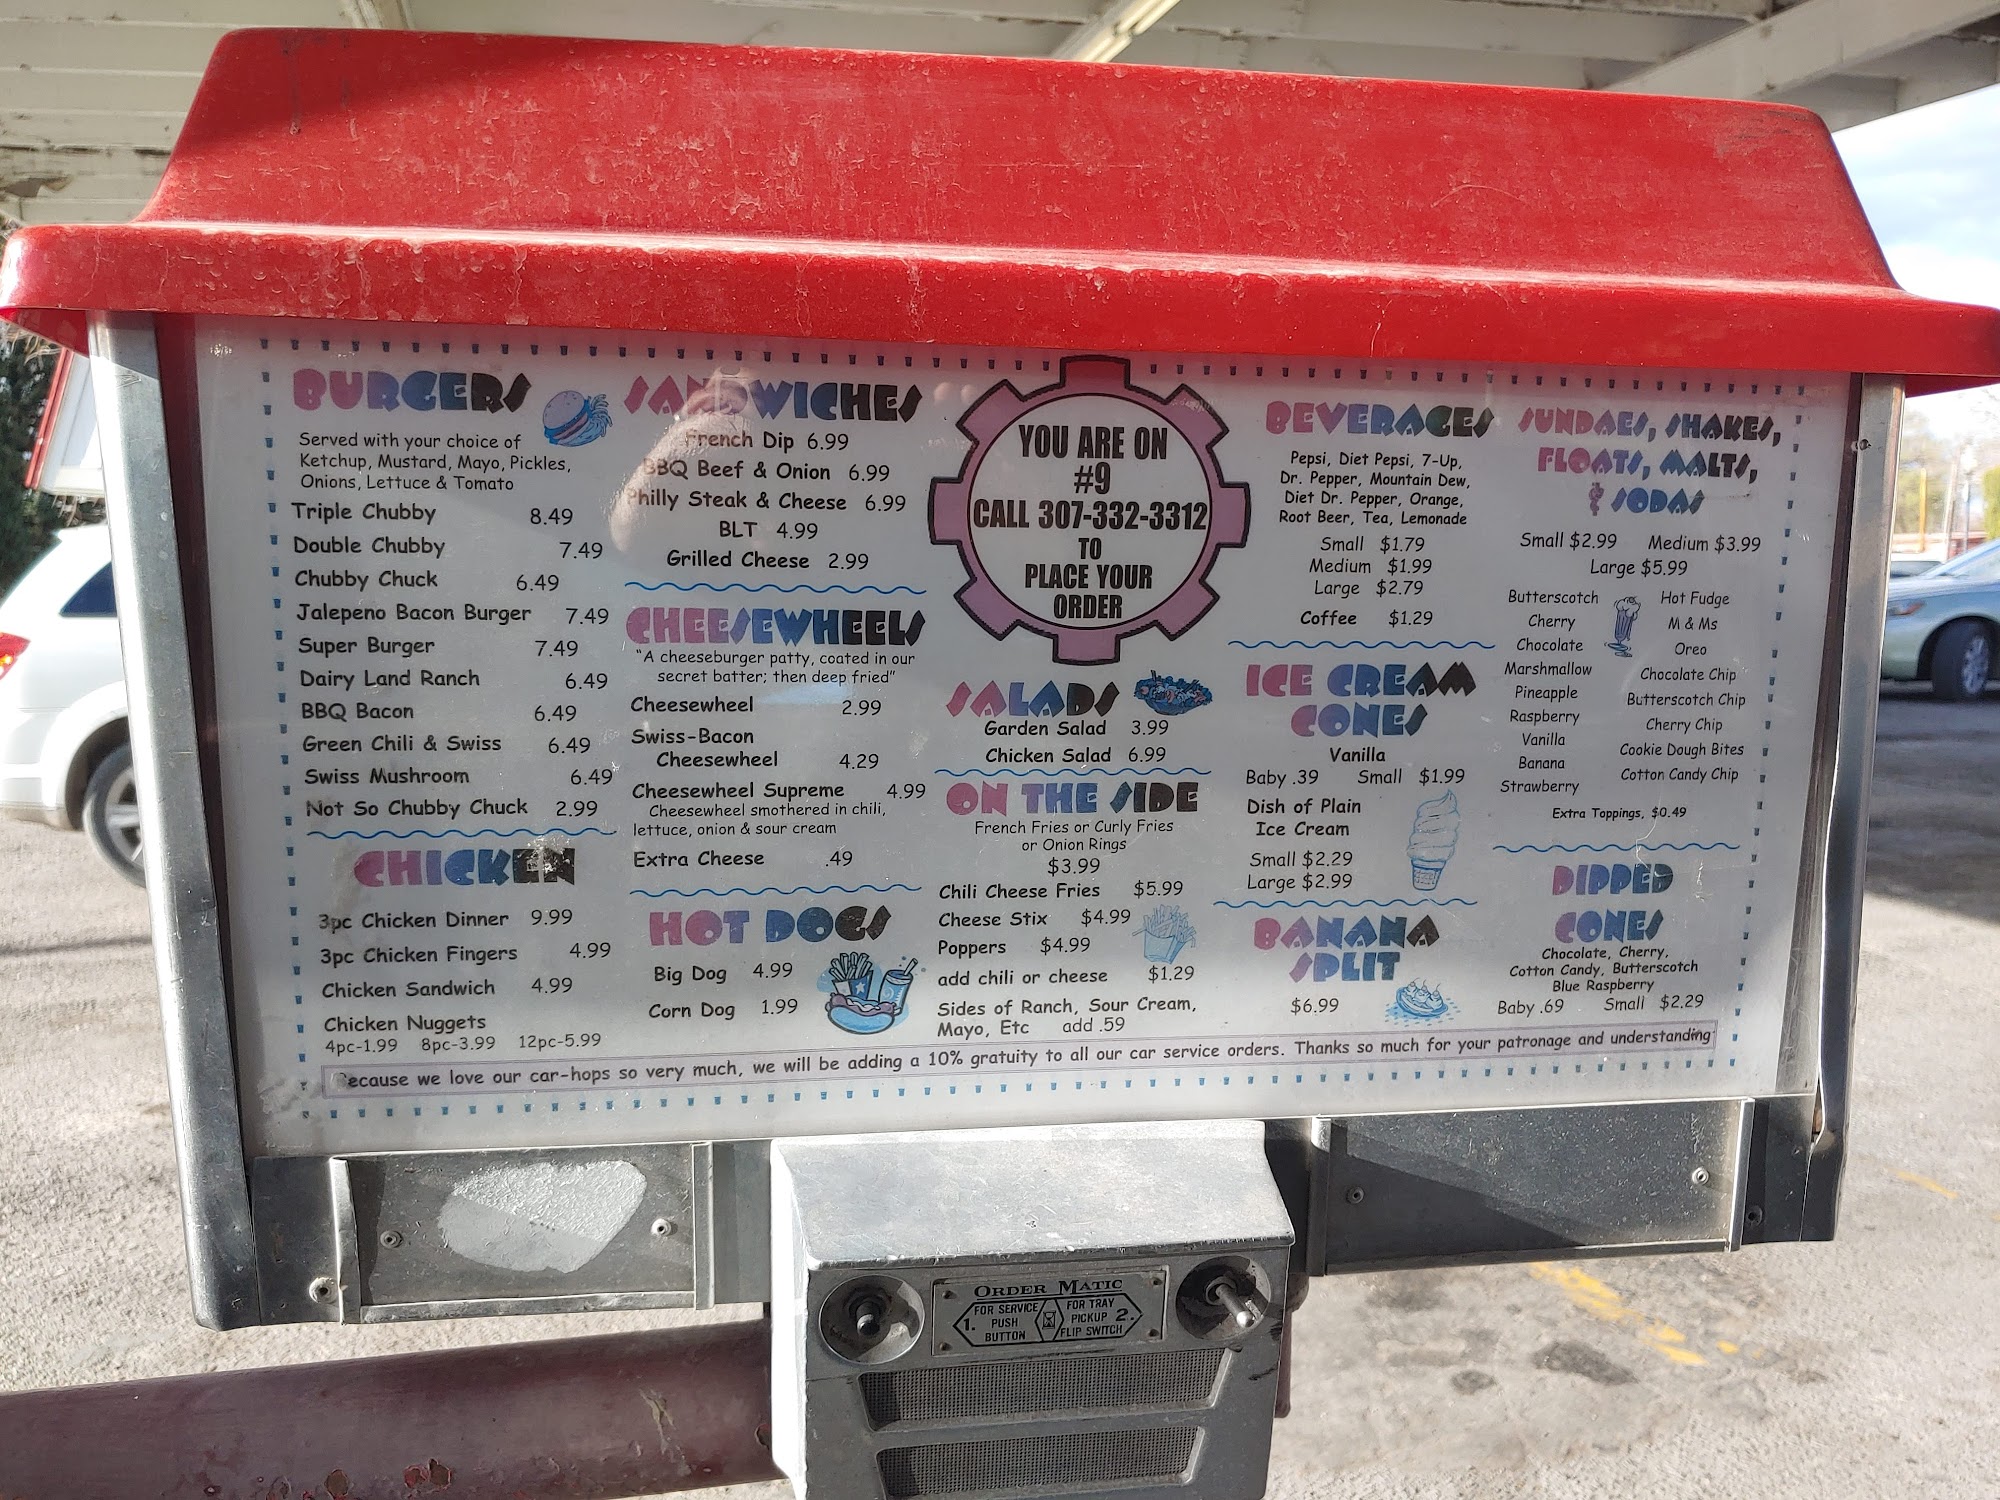 BURGERS
Served with your choice of
Ketchup, Mustard, Mayo, Pickles,
Onions, Lettuce & Tomato
Triple Chubby 8.49
Double Chubby 7.49
Chubby Chuck 6.49
Jalepeno Bacon Burger 7.49
Super Burger 7.49
Dairy Land Ranch 6.49
BBQ Bacon 6.49
Green Chili & Swiss 6.49
Swiss Mushroom 6.49
Not So Chubby Chuck 2.99
CHICKEN
3pc Chicken Dinner 9.99
3pc Chicken Fingers 4.99
Chicken Sandwich 4.99
Chicken Nuggets
4pc-1.99 8pc-3.99 12pc-5.99
SANDWICHES
French Dip 6.99
BBQ Beef & Onion 6.99
Philly Steak & Cheese 6.99
BLT 4.99
Grilled Cheese 2.99
CHEESEWHEELS
"A cheeseburger patty, coated in our
secret batter; then deep fried"
Cheesewheel 2.99
Swiss-Bacon
Cheesewheel 4.29
Cheesewheel Supreme 4.99
Cheesewheel smothered in chili,
lettuce, onion & sour cream
Extra Cheese .49
HOT DOGS
Big Dog 4.99
Corn Dog 1.99
YOU ARE ON
#9
CALL 307-332-3312
TO
PLACE YOUR
ORDER
SALADS
Garden Salad 3.99
Chicken Salad 6.99
ON THE SIDE
French Fries or Curly Fries
or Onion Rings
$3.99
Chili Cheese Fries $5.99
Cheese Stix $4.99
Poppers $4.99
add chili or cheese $1.29
Sides of Ranch, Sour Cream,
Mayo, Etc add .59
BEVERAGES
Pepsi, Diet Pepsi, 7-Up,
Dr. Pepper, Mountain Dew,
Diet Dr. Pepper, Orange,
Root Beer, Tea, Lemonade
Small $1.79
Medium $1.99
Large $2.79
Coffee $1.29
ICE CREAM
CONES
Vanilla
Baby .39 Small $1.99
Dish of Plain
Ice Cream
Small $2.29
Large $2.99
BANANA
SPLIT
$6.99
SUNDAES, SHAKES,
FLOATS, MALTS,
& SODAS
Small $2.99 Medium $3.99
Large $5.99
Butterscotch
Cherry
Chocolate
Marshmallow
Pineapple
Raspberry
Vanilla
Banana
Strawberry
Hot Fudge
M & Ms
Oreo
Chocolate Chip
Butterscotch Chip
Cherry Chip
Cookie Dough Bites
Cotton Candy Chip
Extra Toppings, $0.49
DIPPED
CONES
Chocolate, Cherry,
Cotton Candy, Butterscotch
Blue Raspberry
Baby .69 Small $2.29
Because we love our car-hops so very much, we will be adding a 10% gratuity to all our car service orders. Thanks so much for your patronage and understanding
ORDER MATIC
1. FOR SERVICE
PUSH
BUTTON
FOR TRAY
PICKUP 2.
FLIP SWITCH